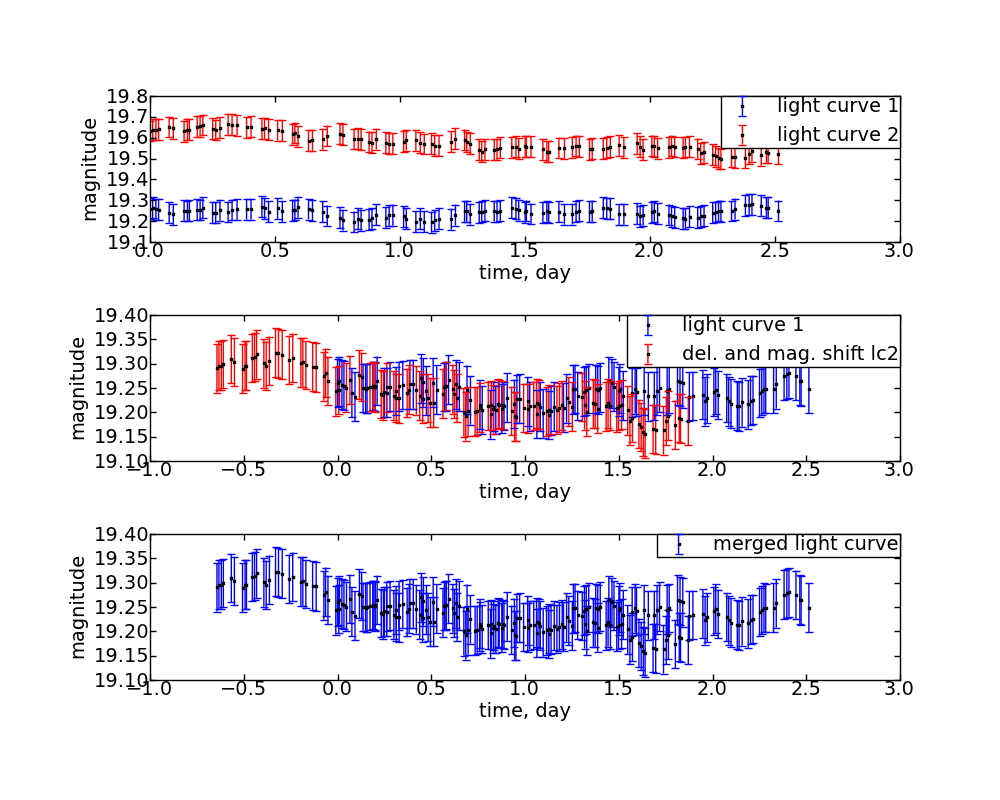 19.8
19.7
19.6
19.5
19.4
19.3
19.2
19.1
magnitude
light curve 1
light curve 2
0.0 0.5 1.0 1.5 2.0 2.5 3.0
time, day
19.40
19.35
19.30
19.25
19.20
19.15
19.10
magnitude
light curve 1
del. and mag. shift lc2
−1.0 −0.5 0.0 0.5 1.0 1.5 2.0 2.5 3.0
time, day
19.40
19.35
19.30
19.25
19.20
19.15
19.10
magnitude
merged light curve
−1.0 −0.5 0.0 0.5 1.0 1.5 2.0 2.5 3.0
time, day